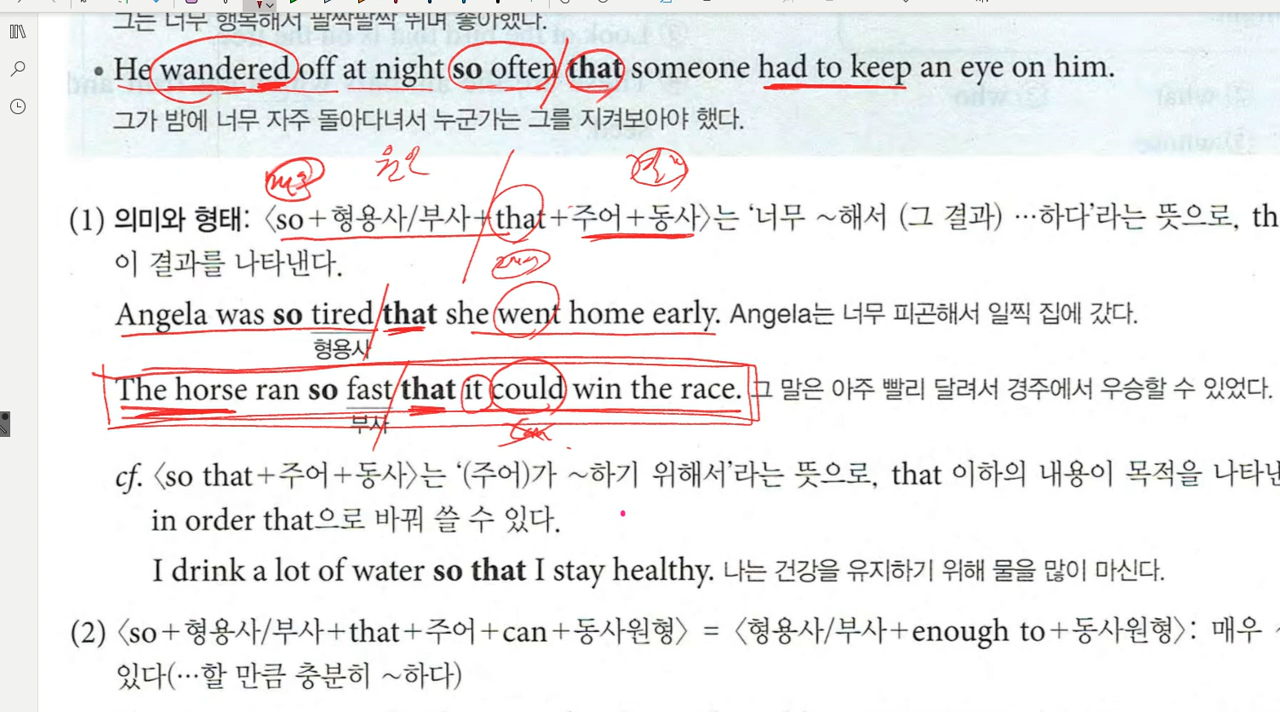 그는 너무 행복해서 팔짝팔짝 뛰며 좋아했다.
• He wandered off at night so often that someone had to keep an eye on him.
그가 밤에 너무 자주 돌아다녀서 누군가는 그를 지켜보아야 했다.
원인
(1) 의미와 형태: 〈so+형용사/부사+that+주어+동사〉는 '너무 ~해서 (그 결과) …하다'라는 뜻으로, th
이 결과를 나타낸다.
Angela was so tired that she went home early. Angela는 너무 피곤해서 일찍 집에 갔다.
형용사
The horse ran so fast that it could win the race. 그 말은 아주 빨리 달려서 경주에서 우승할 수 있었다.
부사
can
cf. 〈so that+주어+동사〉는 '(주어)가 ~하기 위해서'라는 뜻으로, that 이하의 내용이 목적을 나타낸
in order that으로 바꿔 쓸 수 있다.
I drink a lot of water so that I stay healthy. 나는 건강을 유지하기 위해 물을 많이 마신다.
(2) 〈so+형용사/부사+that+주어+can+동사원형〉 = 〈형용사/부사+enough to+동사원형〉: 매우 ~
있다(…할 만큼 충분히 ~하다)